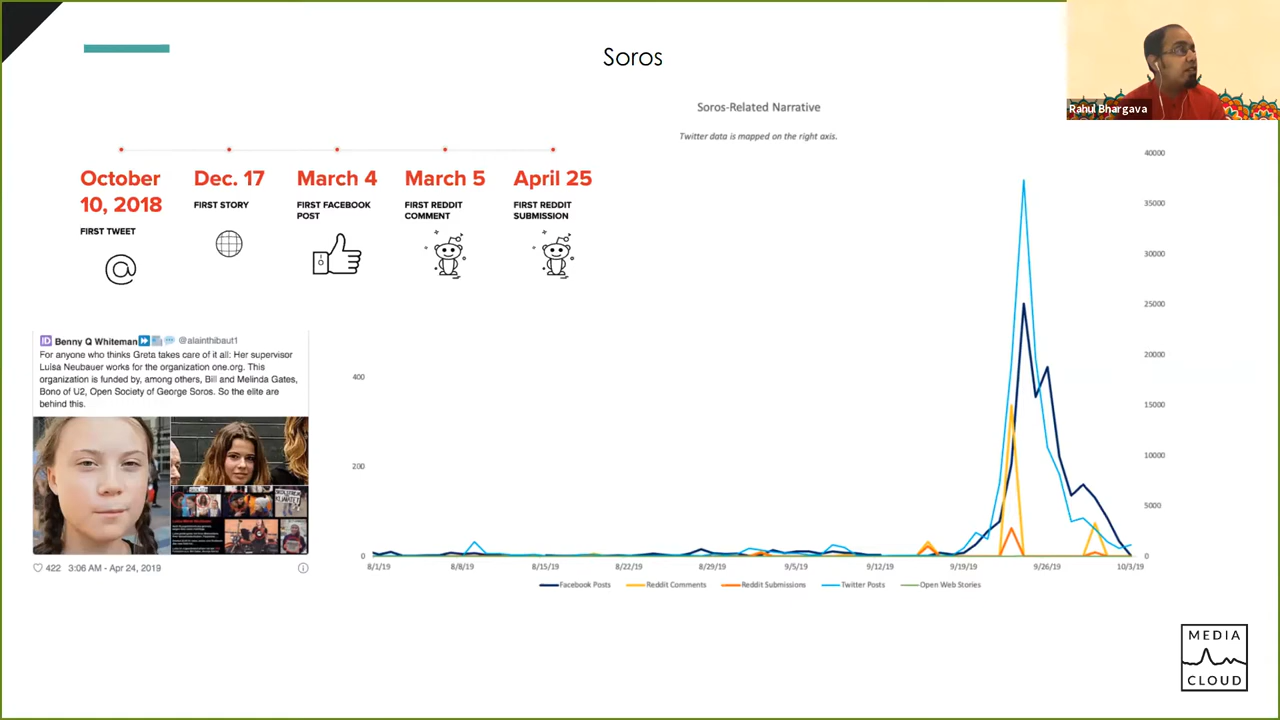 Soros
Rahul Bhargava
October
10, 2018
FIRST TWEET
Dec. 17
FIRST STORY
March 4
FIRST FACEBOOK
POST
March 5
FIRST REDDIT
COMMENT
April 25
FIRST REDDIT
SUBMISSION
ID Benny Q Whiteman @alainthibaut1
For anyone who thinks Greta takes care of it all: Her supervisor
Luísa Neubauer works for the organization one.org. This
organization is funded by, among others, Bill and Melinda Gates,
Bono of U2, Open Society of George Soros. So the elite are
behind this.
422 3:06 AM - Apr 24, 2019
Soros-Related Narrative
Twitter data is mapped on the right axis.
400
200
0
40000
35000
30000
25000
20000
15000
10000
5000
0
8/1/19 8/8/19 8/15/19 8/22/19 8/29/19 9/5/19 9/12/19 9/19/19 9/26/19 10/3/19
Facebook Posts Reddit Comments Reddit Submissions Twitter Posts Open Web Stories
MEDIA
CLOUD